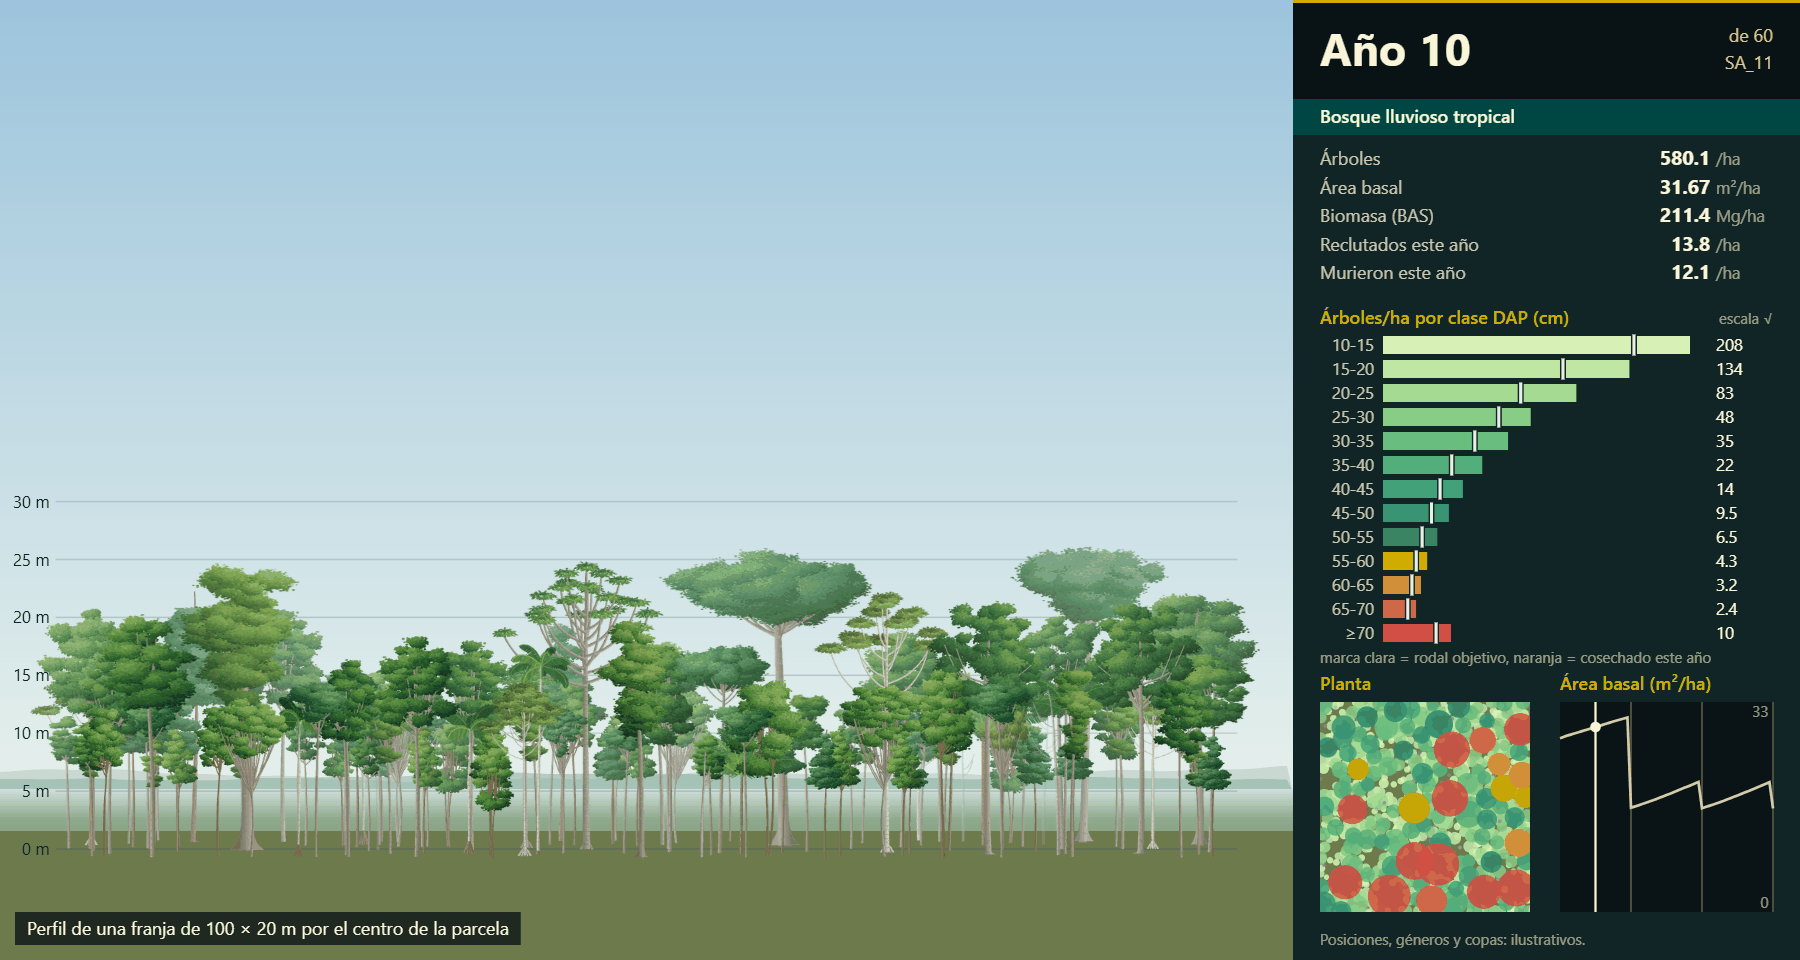 Año 10
de 60
SA_11
Bosque lluvioso tropical
Árboles 580.1 /ha
Área basal 31.67 m²/ha
Biomasa (BAS) 211.4 Mg/ha
Reclutados este año 13.8 /ha
Murieron este año 12.1 /ha
Árboles/ha por clase DAP (cm) escala √
10-15 208
15-20 134
20-25 83
25-30 48
30-35 35
35-40 22
40-45 14
45-50 9.5
50-55 6.5
55-60 4.3
60-65 3.2
65-70 2.4
≥70 10
marca clara = rodal objetivo, naranja = cosechado este año
Planta
Área basal (m²/ha)
33
0
Posiciones, géneros y copas: ilustrativos.
30 m
25 m
20 m
15 m
10 m
5 m
0 m
Perfil de una franja de 100 × 20 m por el centro de la parcela